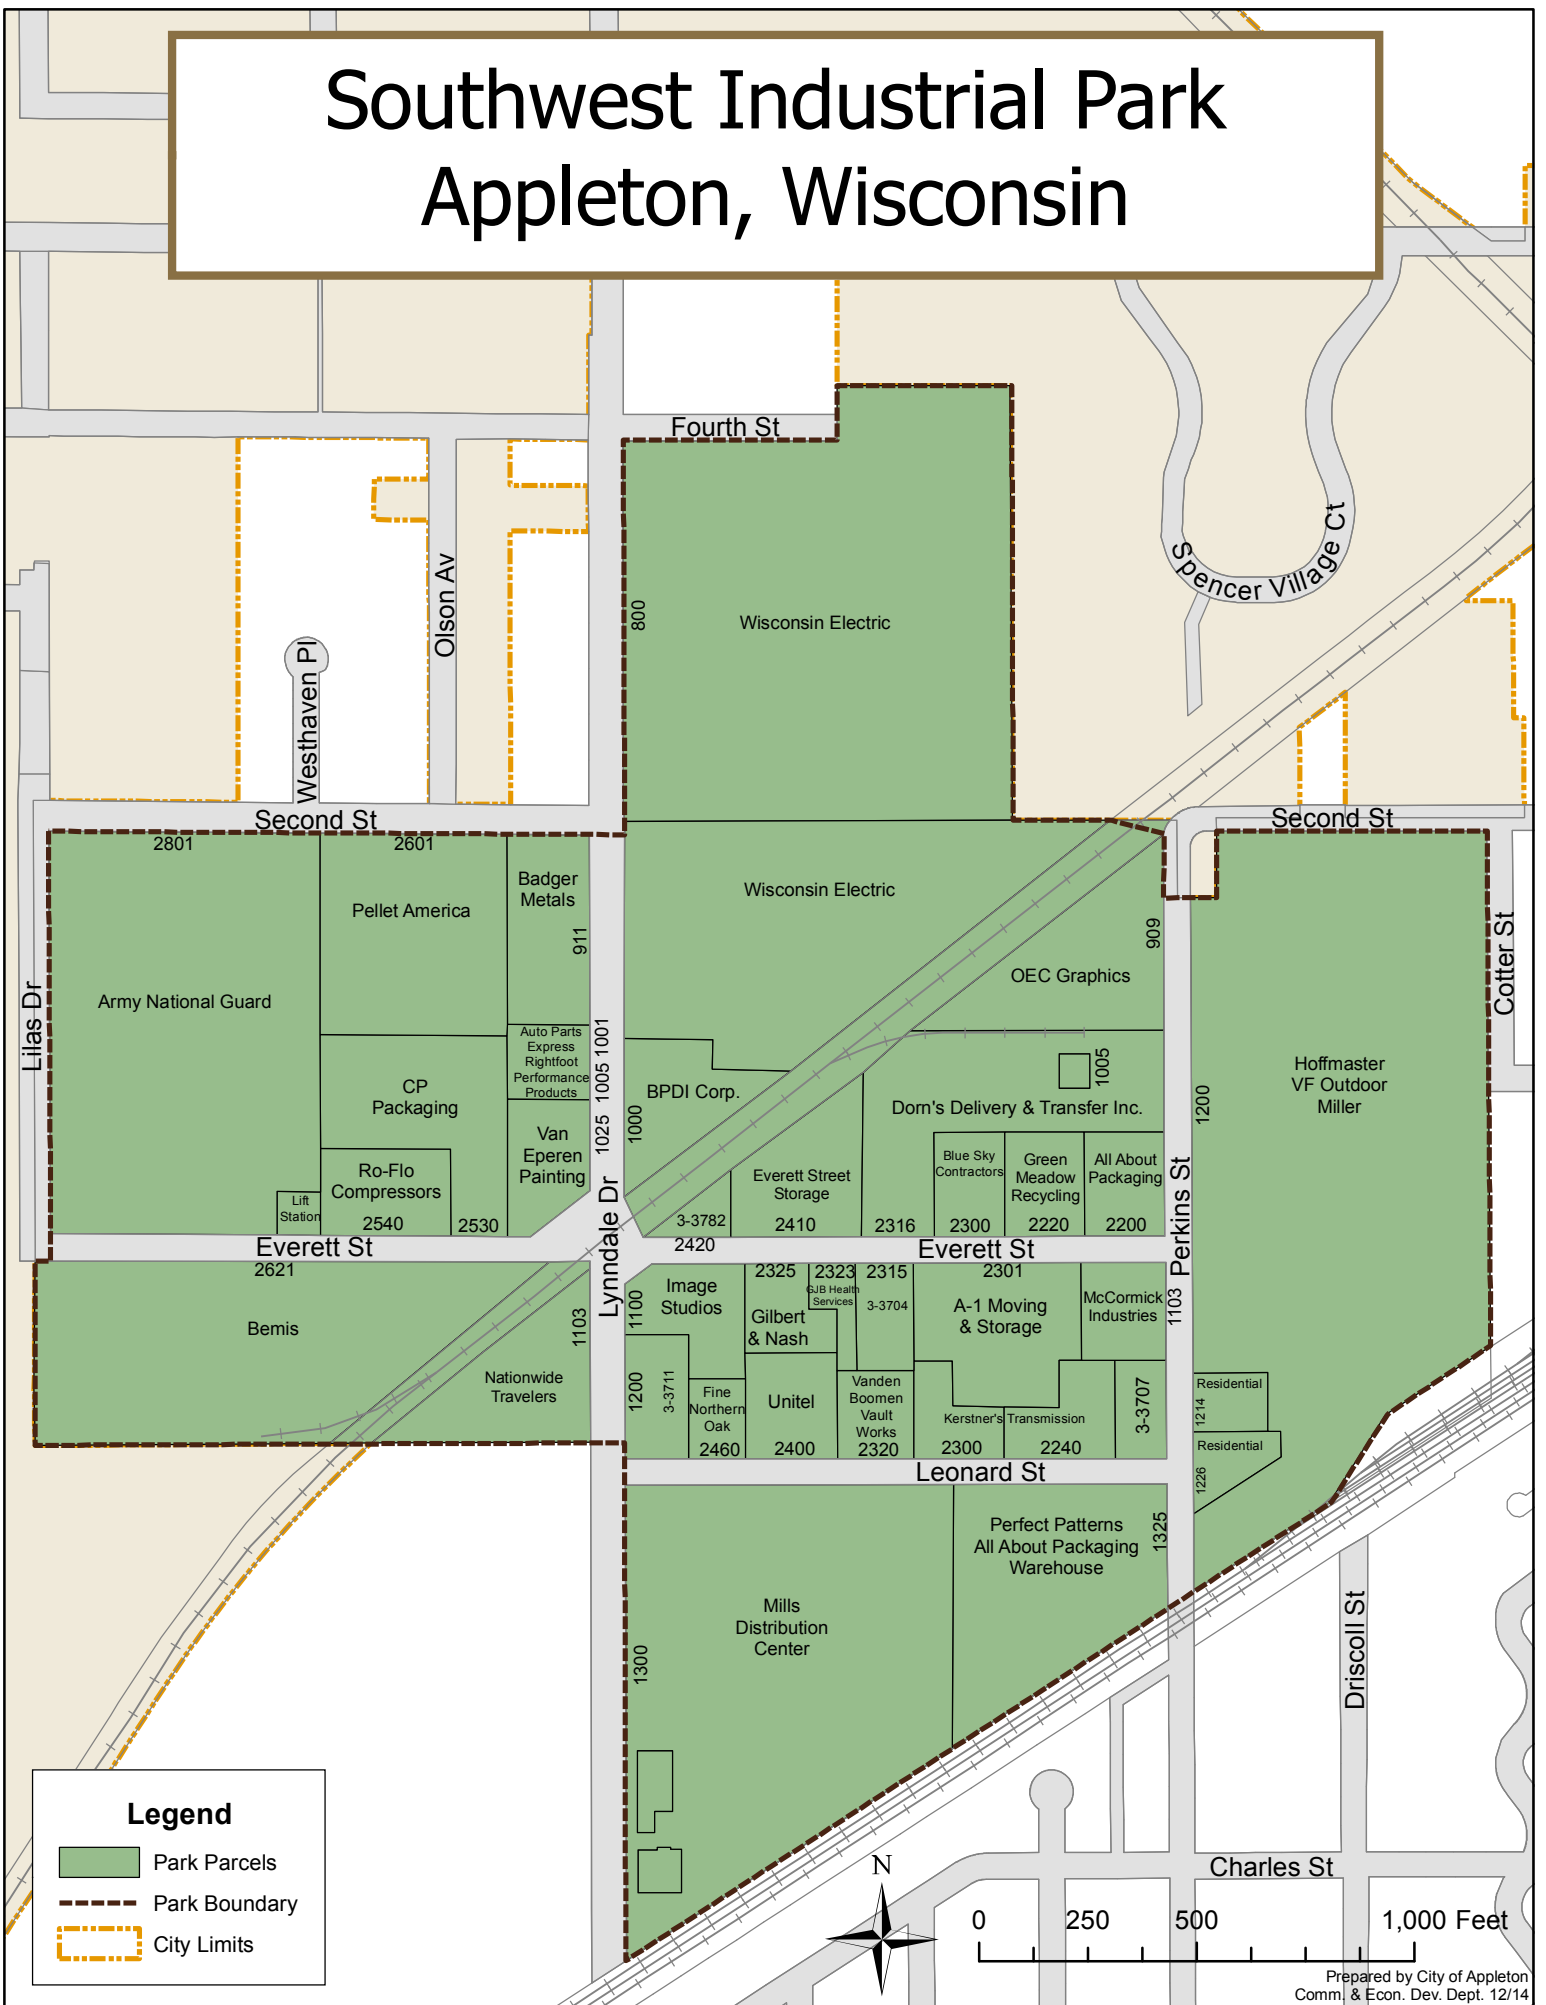 Southwest Industrial Park
Appleton, Wisconsin
Fourth St
Olson Av
Westhaven Pl
800
Wisconsin Electric
Spencer Village Ct
Second St
Second St
2801
2601
Badger
Metals
911
Pellet America
Army National Guard
Lilas Dr
Wisconsin Electric
909
OEC Graphics
Cotter St
Auto Parts
Express
Rightfoot
Performance
Products
1001
1005
1025
1000
CP
Packaging
BPDI Corp.
1005
Dorn's Delivery & Transfer Inc.
1200
Hoffmaster
VF Outdoor
Miller
Van
Eperen
Painting
Ro-Flo
Compressors
2540
2530
Lift
Station
Lynndale Dr
3-3782
Everett Street
Storage
2410
2316
Blue Sky
Contractors
2300
Green
Meadow
Recycling
2220
All About
Packaging
2200
Perkins St
Everett St
2420
Everett St
2621
Bemis
1103
Nationwide
Travelers
1100
Image
Studios
2325
Gilbert
& Nash
2323
GJB Health
Services
2315
3-3704
2301
A-1 Moving
& Storage
McCormick
Industries
1103
1200
3-3711
Fine
Northern
Oak
2460
Unitel
2400
Vanden
Boomen
Vault
Works
2320
Kerstner's Transmission
2300
2240
3-3707
Residential
1214
Residential
1226
Leonard St
Perfect Patterns
All About Packaging
Warehouse
1325
Mills
Distribution
Center
1300
Driscoll St
Charles St
Legend
Park Parcels
Park Boundary
City Limits
N
0 250 500 1,000 Feet
Prepared by City of Appleton
Comm. & Econ. Dev. Dept. 12/14